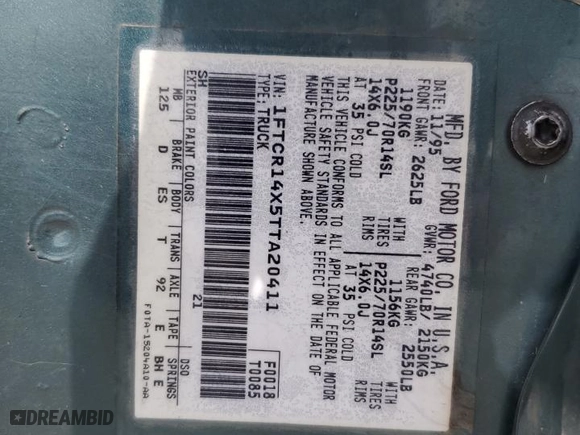 MFD. BY FORD MOTOR CO. IN U.S.A.
DATE: 11/95 GVWR: 4740LB/ 2150KG
FRONT GAWR: 2625LB REAR GAWR: 2550LB
1190KG WITH 1156KG WITH
P225/70R14SL TIRES P225/70R14SL TIRES
14X6.0J RIMS 14X6.0J RIMS
AT 35 PSI COLD AT 35 PSI COLD
THIS VEHICLE CONFORMS TO ALL APPLICABLE FEDERAL MOTOR
VEHICLE SAFETY STANDARDS IN EFFECT ON THE DATE OF
MANUFACTURE SHOWN ABOVE.
VIN: 1FTCR14X5TTA20411
TYPE: TRUCK
F0018
T0085
SH 21
EXTERIOR PAINT COLORS DSO
WB BRAKE BODY TRANS AXLE TAPE SPRINGS
125 D ES T 92 E BH E
F0TA-15204A10-AA
DREAMBID